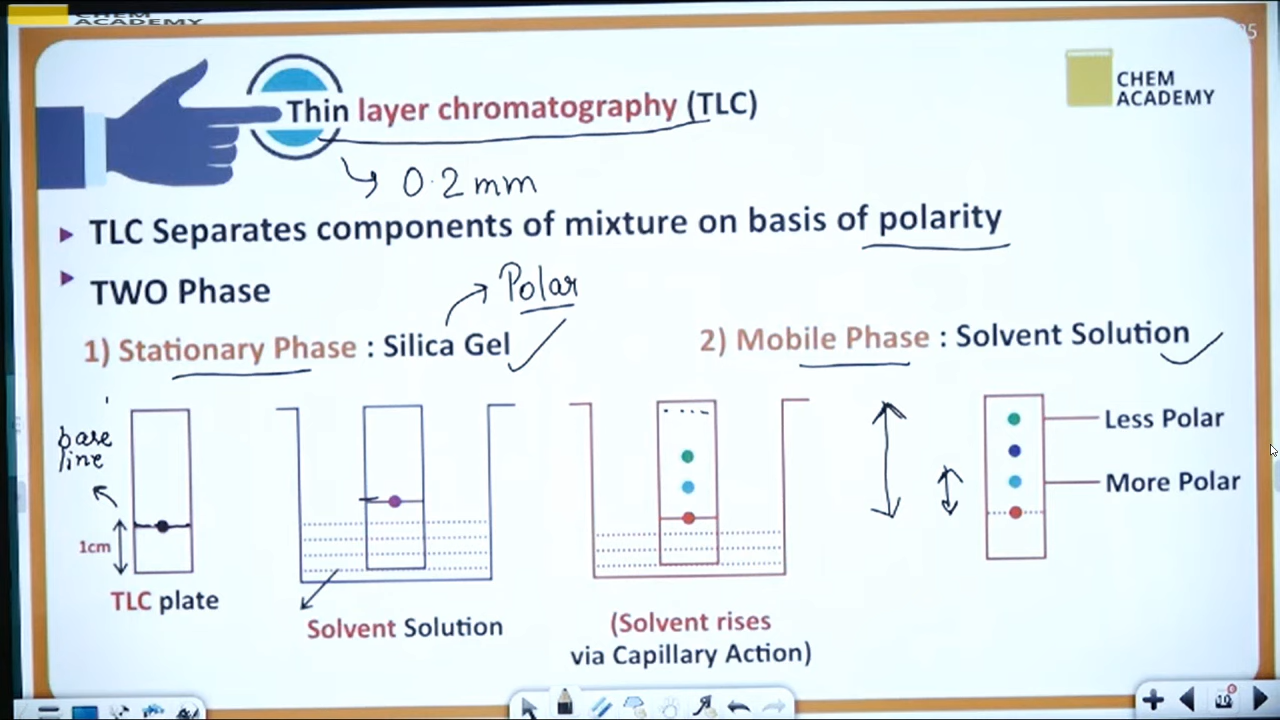 CHEM
ACADEMY
Thin layer chromatography (TLC)
CHEM
ACADEMY
0.2 mm
TLC Separates components of mixture on basis of polarity
TWO Phase
Polar
1) Stationary Phase : Silica Gel
2) Mobile Phase : Solvent Solution
base
line
1cm
TLC plate
Solvent Solution
(Solvent rises
via Capillary Action)
Less Polar
More Polar